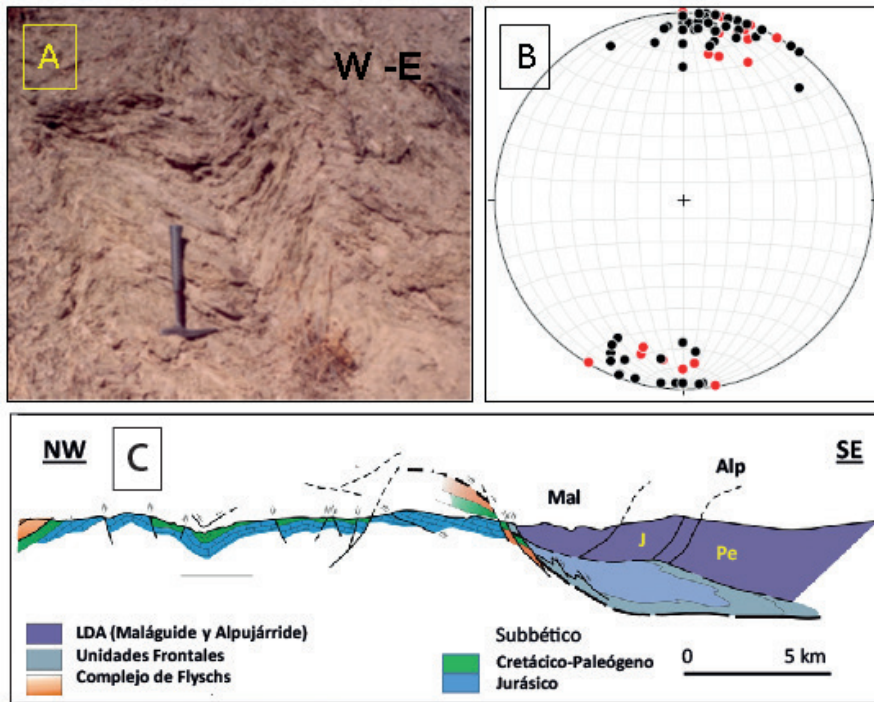 A
W -E
B
NW
C
SE
Mal
Alp
J
Pe
LDA (Maláguide y Alpujárride)
Unidades Frontales
Complejo de Flyschs
Subbético
Cretácico-Paleógeno
Jurásico
0 5 km